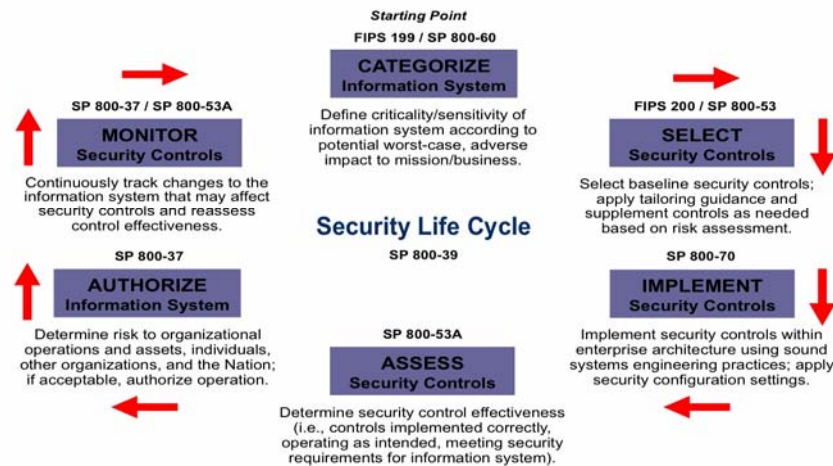 Starting Point
FIPS 199 / SP 800-60
CATEGORIZE
Information System
Define criticality/sensitivity of
information system according to
potential worst-case, adverse
impact to mission/business.
FIPS 200 / SP 800-53
SELECT
Security Controls
Select baseline security controls;
apply tailoring guidance and
supplement controls as needed
based on risk assessment.
SP 800-70
IMPLEMENT
Security Controls
Implement security controls within
enterprise architecture using sound
systems engineering practices; apply
security configuration settings.
SP 800-53A
ASSESS
Security Controls
Determine security control effectiveness
(i.e., controls implemented correctly,
operating as intended, meeting security
requirements for information system).
SP 800-37
AUTHORIZE
Information System
Determine risk to organizational
operations and assets, individuals,
other organizations, and the Nation;
if acceptable, authorize operation.
SP 800-37 / SP 800-53A
MONITOR
Security Controls
Continuously track changes to the
information system that may affect
security controls and reassess
control effectiveness.
Security Life Cycle
SP 800-39